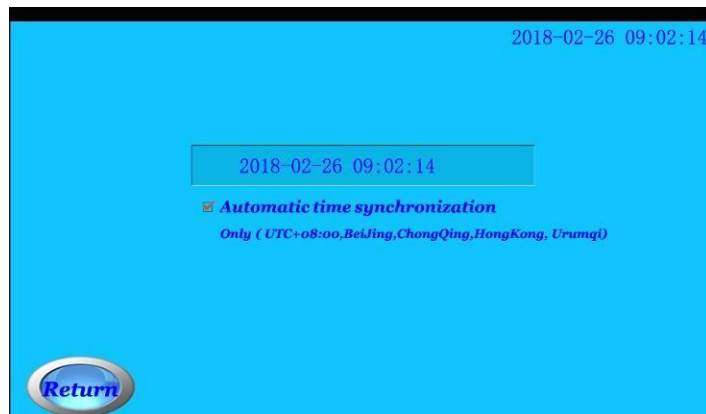 2018-02-26 09:02:14
2018-02-26 09:02:14
Automatic time synchronization
Only ( UTC+08:00,BeiJing,ChongQing,HongKong, Urumqi)
Return